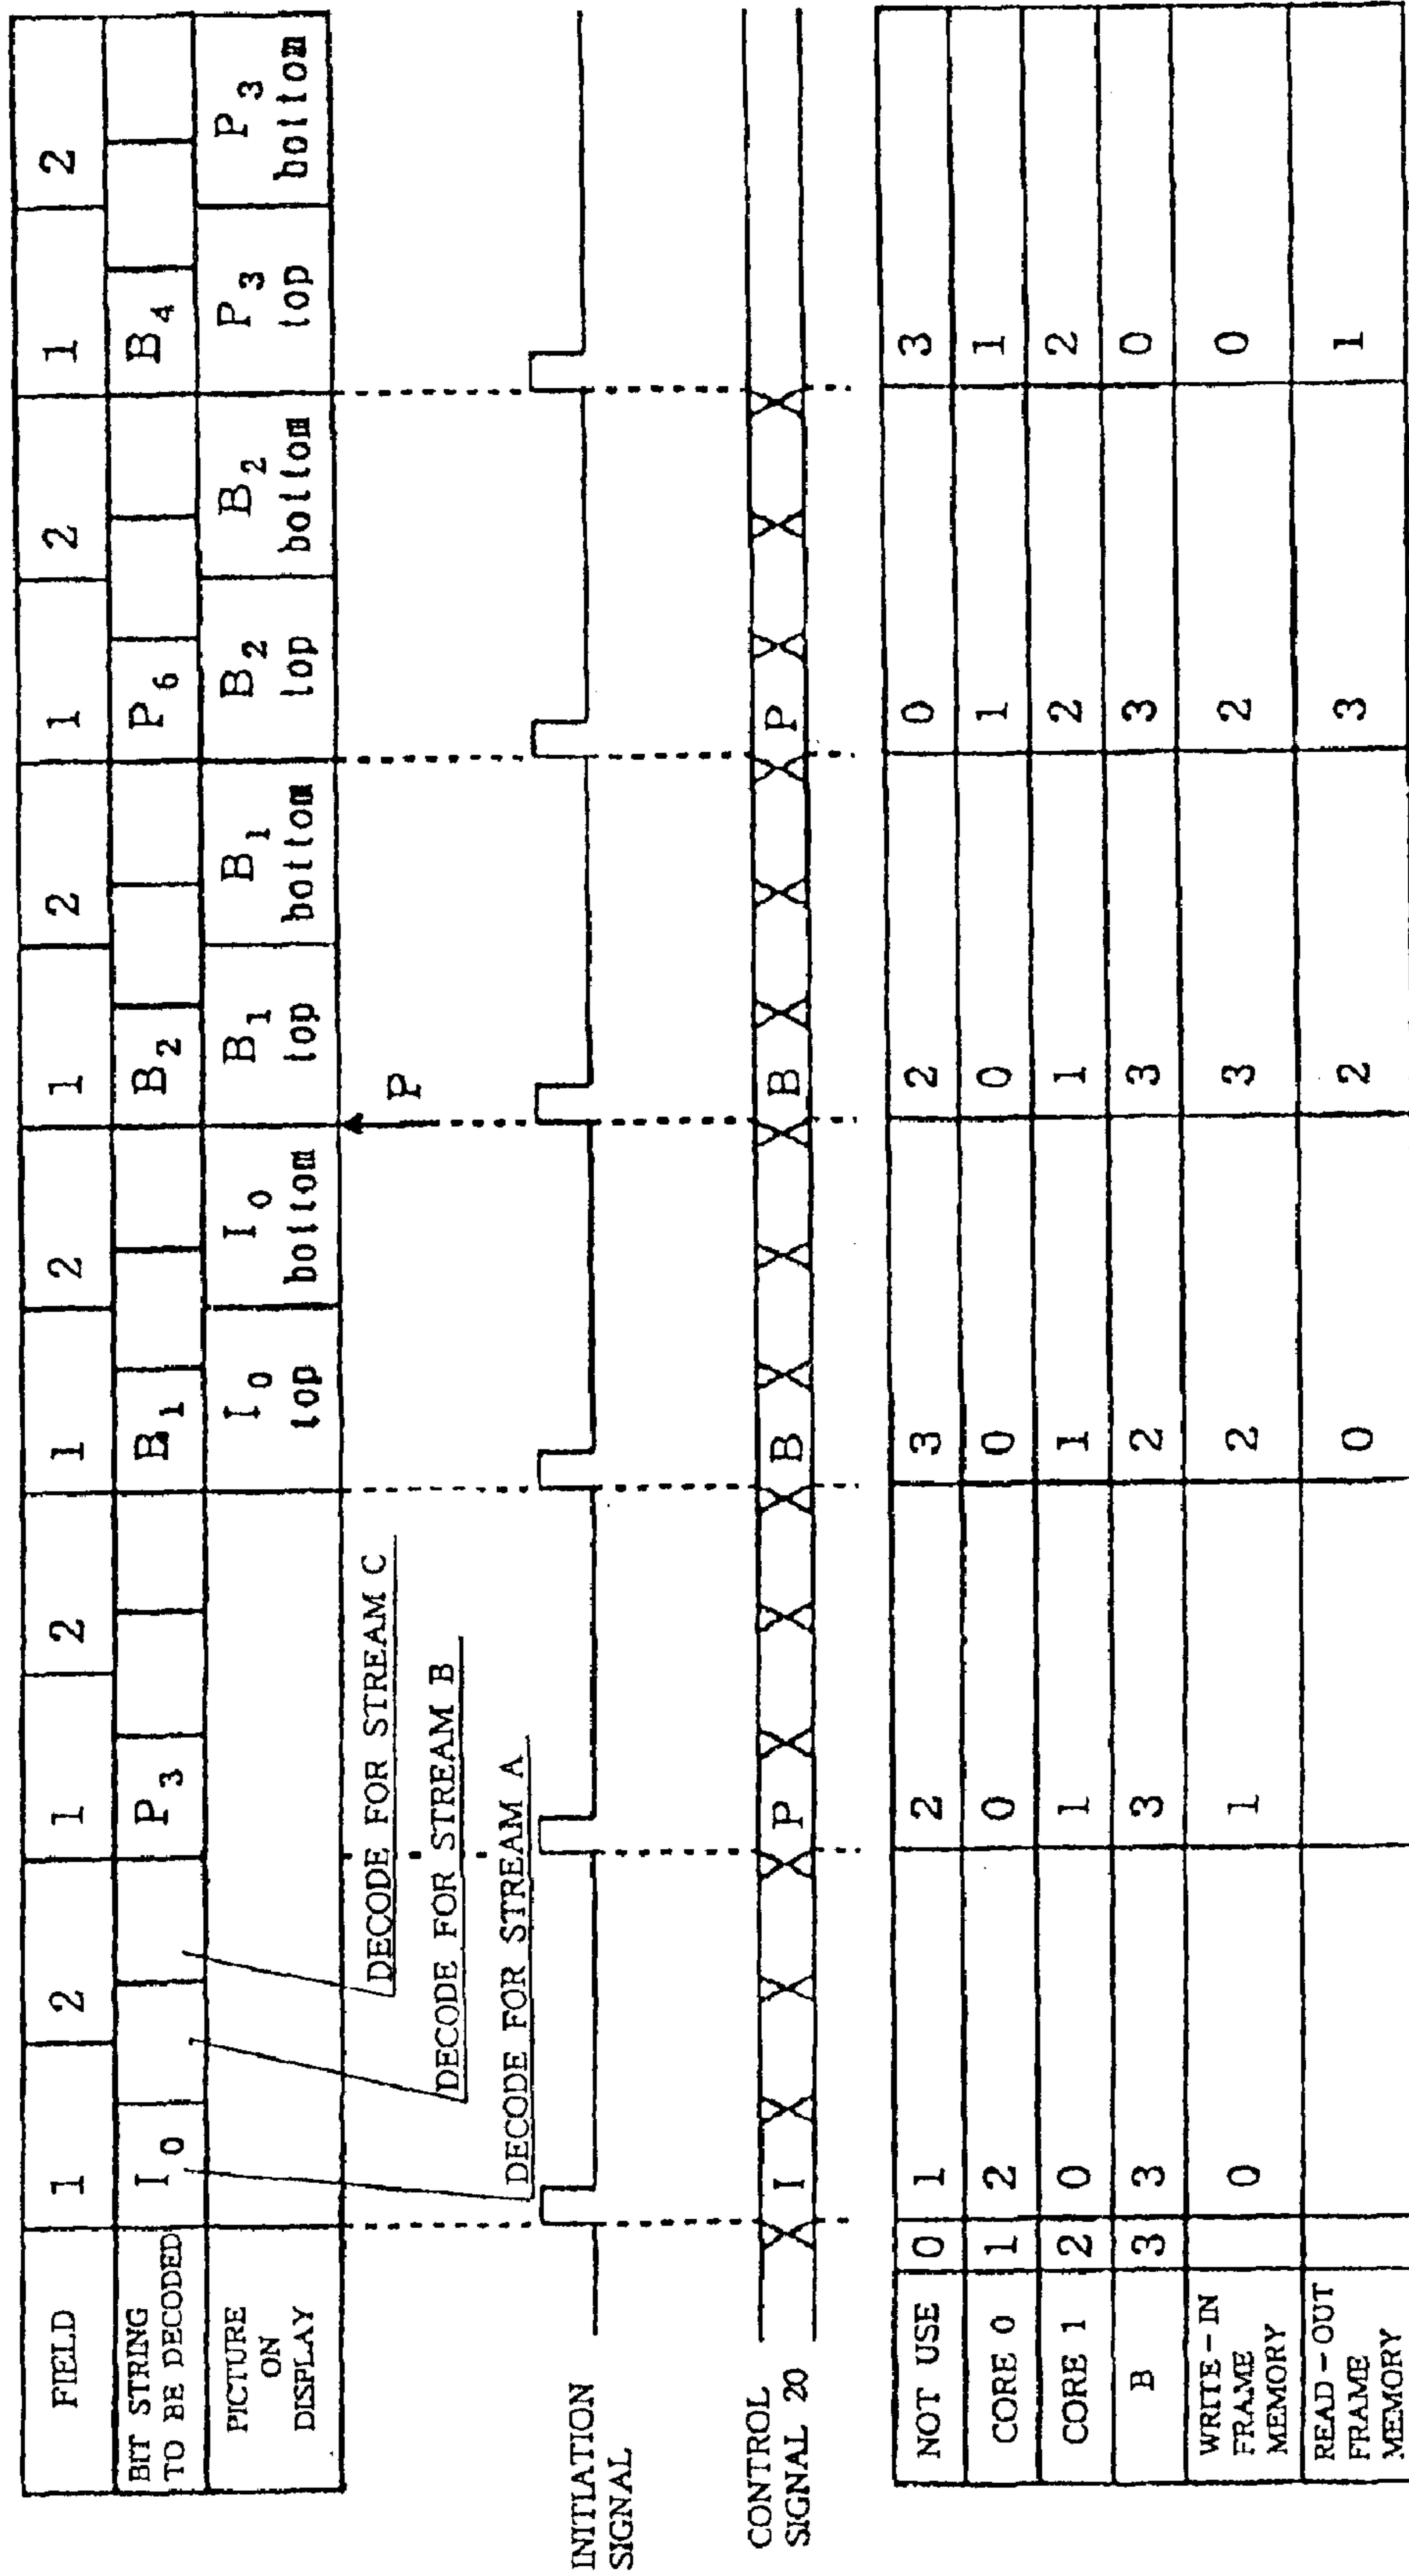 FIELD 1 2 1 2 1 2 1 2 1 2 1 2
BIT STRING
TO BE DECODED
I0 P3 B1 B2 P6 B4
PICTURE
ON
DISPLAY
I0 top
I0 bottom
B1 top
B1 bottom
B2 top
B2 bottom
P3 top
P3 bottom
DECODE FOR STREAM C
DECODE FOR STREAM B
DECODE FOR STREAM A
P
INITIATION
SIGNAL
CONTROL
SIGNAL 20
I P B B P
NOT USE 0 1 2 3 2 0 3
CORE 0 1 2 0 0 0 1 1
CORE 1 2 0 1 1 1 2 2
B 3 3 3 2 3 3 0
WRITE-IN
FRAME
MEMORY
0 1 2 3 2 0
READ-OUT
FRAME
MEMORY
0 2 3 1